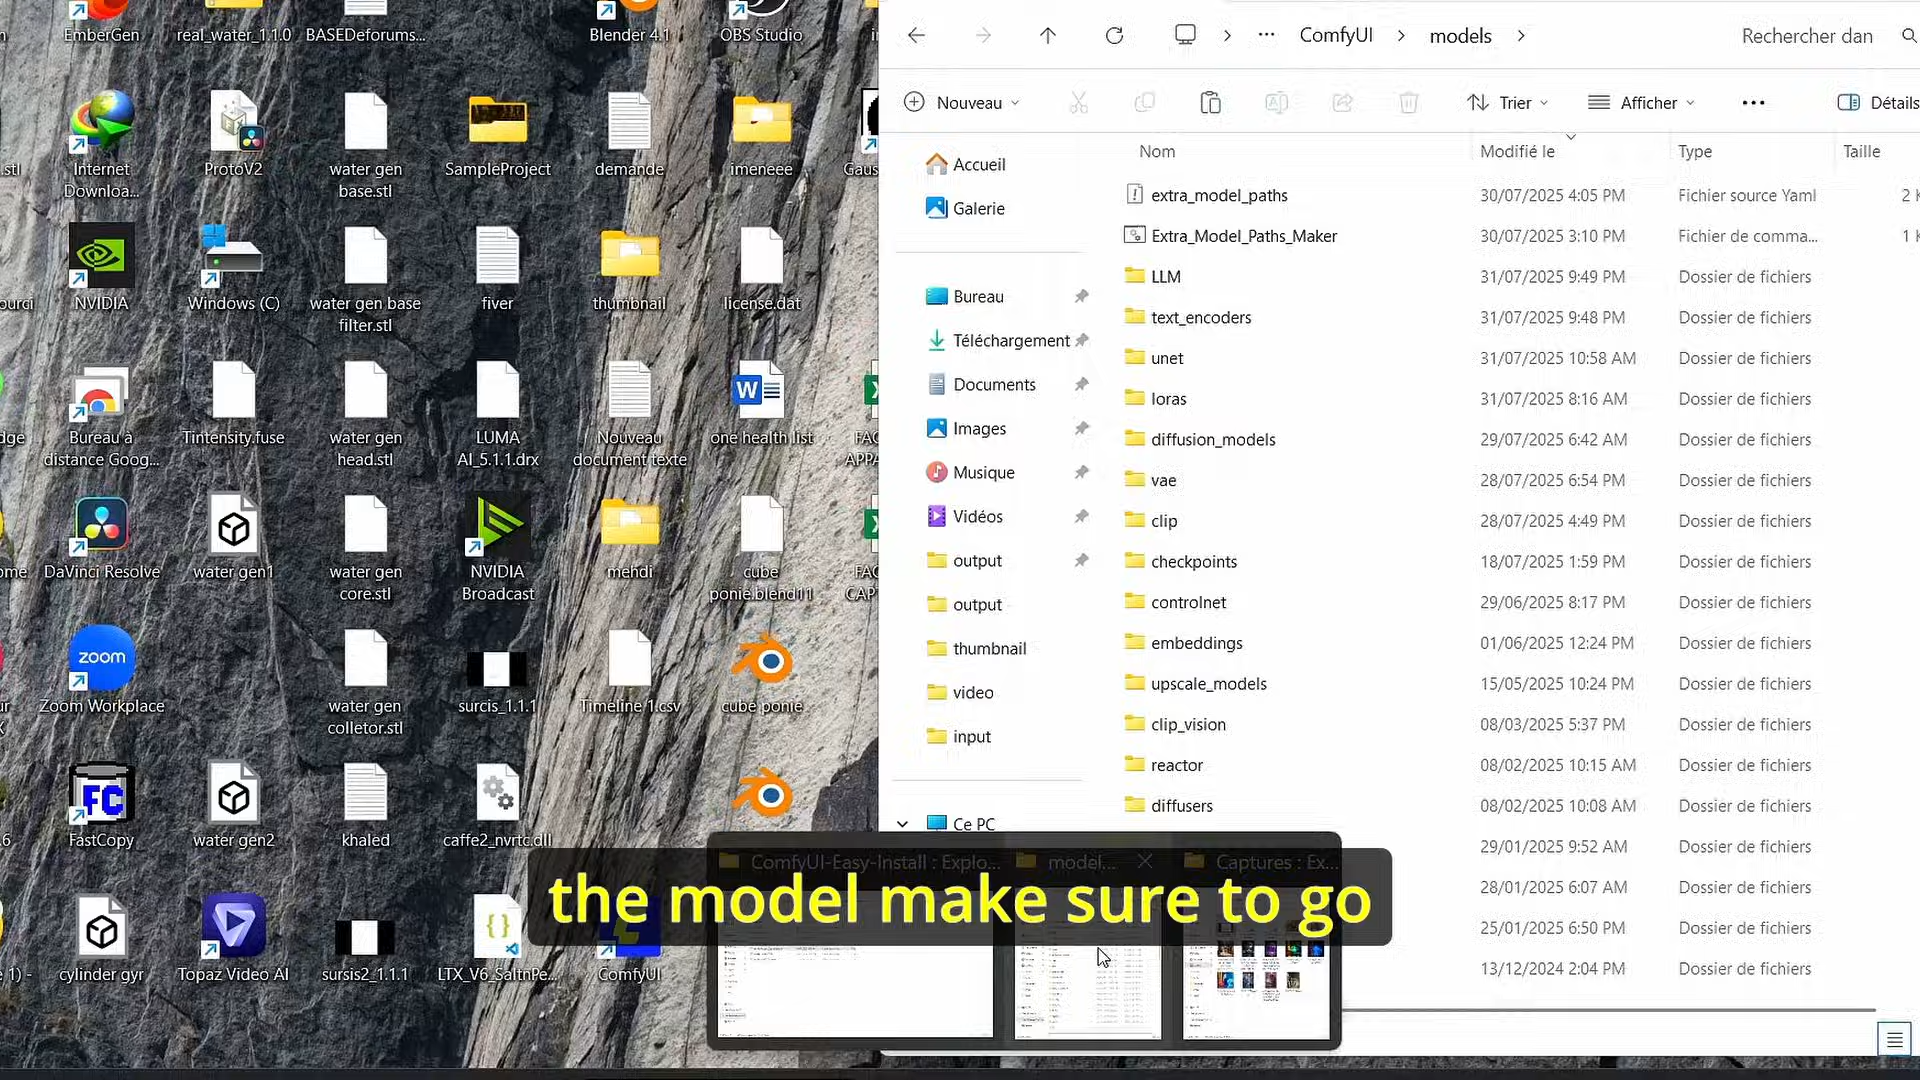 EmberGen
real_water_1.1.0
BASEDeforums...
Blender 4.1
OBS Studio
.stl
Internet
Downloa...
ProtoV2
water gen
base.stl
SampleProject
demande
imeneee
Gaus
ourci
NVIDIA
Windows (C)
water gen base
filter.stl
fiver
thumbnail
license.dat
dge
Bureau à
distance Goog...
Tintensity.fuse
water gen
head.stl
LUMA
AI_5.1.1.drx
Nouveau
document texte
W
one health list
FAC
APPA
ome
DaVinci Resolve
water gen1
water gen
core.stl
NVIDIA
Broadcast
mehdi
cube
ponie.blend11
FAC
CAP
zoom
Zoom Workplace
water gen
colletor.stl
surcis_1.1.1
Timeline 1.csv
cube ponie
FC
FastCopy
water gen2
khaled
caffe2_nvrtc.dll
cylinder gyr
Topaz Video AI
sursis2_1.1.1
LTX_V6_SaltnPe...
ComfyUI
ComfyUI
models
Rechercher dan
Nouveau
Trier
Afficher
Détails
Nom
Modifié le
Type
Taille
Accueil
Galerie
Bureau
Téléchargement
Documents
Images
Musique
Vidéos
output
output
thumbnail
video
input
Ce PC
extra_model_paths 30/07/2025 4:05 PM Fichier source Yaml 2 K
Extra_Model_Paths_Maker 30/07/2025 3:10 PM Fichier de comma... 1 K
LLM 31/07/2025 9:49 PM Dossier de fichiers
text_encoders 31/07/2025 9:48 PM Dossier de fichiers
unet 31/07/2025 10:58 AM Dossier de fichiers
loras 31/07/2025 8:16 AM Dossier de fichiers
diffusion_models 29/07/2025 6:42 AM Dossier de fichiers
vae 28/07/2025 6:54 PM Dossier de fichiers
clip 28/07/2025 4:49 PM Dossier de fichiers
checkpoints 18/07/2025 1:59 PM Dossier de fichiers
controlnet 29/06/2025 8:17 PM Dossier de fichiers
embeddings 01/06/2025 12:24 PM Dossier de fichiers
upscale_models 15/05/2025 10:24 PM Dossier de fichiers
clip_vision 08/03/2025 5:37 PM Dossier de fichiers
reactor 08/02/2025 10:15 AM Dossier de fichiers
diffusers 08/02/2025 10:08 AM Dossier de fichiers
29/01/2025 9:52 AM Dossier de fichiers
28/01/2025 6:07 AM Dossier de fichiers
25/01/2025 6:50 PM Dossier de fichiers
13/12/2024 2:04 PM Dossier de fichiers
ComfyUI-Easy-Install : Explo...
model...
Captures : Ex...
the model make sure to go